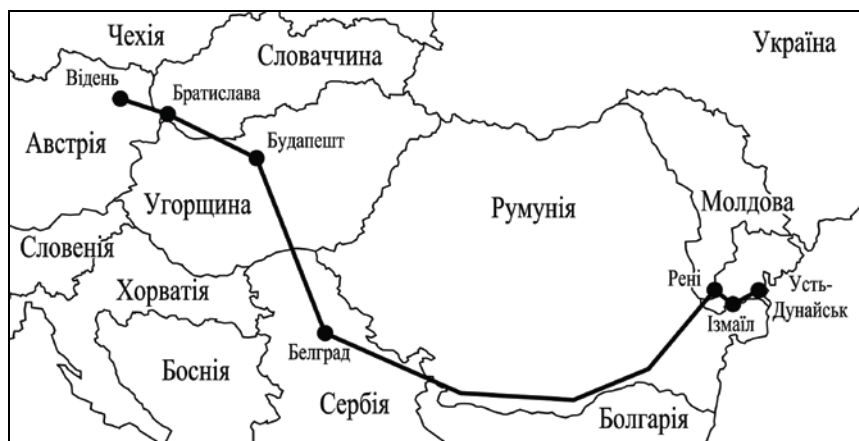 Чехія
Словаччина
Україна
Відень
Братислава
Австрія
Будапешт
Угорщина
Румунія
Молдова
Словенія
Хорватія
Рені
Усть-
Дунайськ
Ізмаїл
Белград
Боснія
Сербія
Болгарія